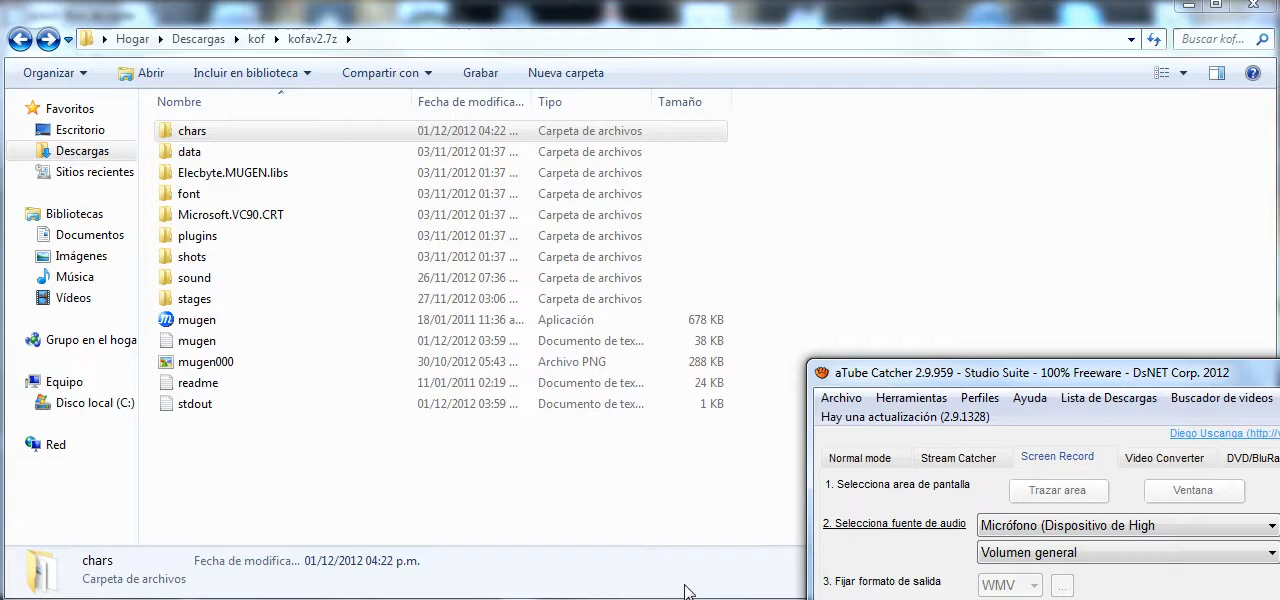 Hogar Descargas kof kofav2.7z
Buscar kof...
Organizar Abrir Incluir en biblioteca Compartir con Grabar Nueva carpeta
Nombre Fecha de modifica... Tipo Tamaño
Favoritos
Escritorio
Descargas
Sitios recientes
Bibliotecas
Documentos
Imágenes
Música
Vídeos
Grupo en el hoga
Equipo
Disco local (C:)
Red
chars 01/12/2012 04:22 ... Carpeta de archivos
data 03/11/2012 01:37 ... Carpeta de archivos
Elecbyte.MUGEN.libs 03/11/2012 01:37 ... Carpeta de archivos
font 03/11/2012 01:37 ... Carpeta de archivos
Microsoft.VC90.CRT 03/11/2012 01:37 ... Carpeta de archivos
plugins 03/11/2012 01:37 ... Carpeta de archivos
shots 03/11/2012 01:37 ... Carpeta de archivos
sound 26/11/2012 07:36 ... Carpeta de archivos
stages 27/11/2012 03:06 ... Carpeta de archivos
mugen 18/01/2011 11:36 a... Aplicación 678 KB
mugen 01/12/2012 03:59 ... Documento de tex... 38 KB
mugen000 30/10/2012 05:43 ... Archivo PNG 288 KB
readme 11/01/2011 02:19 ... Documento de tex... 24 KB
stdout 01/12/2012 03:59 ... Documento de tex... 1 KB
chars Fecha de modifica... 01/12/2012 04:22 p.m.
Carpeta de archivos
aTube Catcher 2.9.959 - Studio Suite - 100% Freeware - DsNET Corp. 2012
Archivo Herramientas Perfiles Ayuda Lista de Descargas Buscador de videos
Hay una actualización (2.9.1328)
Diego Uscanga (http://
Normal mode Stream Catcher Screen Record Video Converter DVD/BluRa
1. Selecciona area de pantalla Trazar area Ventana
2. Selecciona fuente de audio Micrófono (Dispositivo de High
Volumen general
3. Fijar formato de salida WMV ...